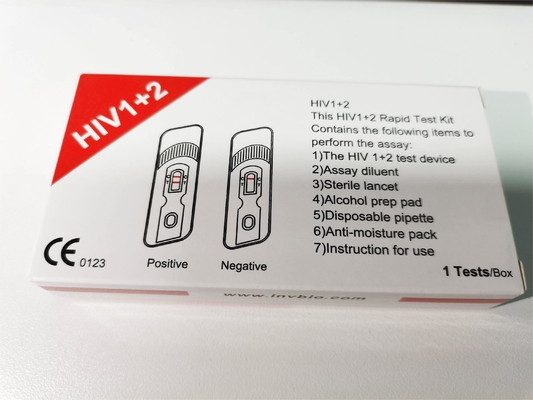 HIV1+2
HIV1+2
This HIV1+2 Rapid Test Kit
Contains the following items to
perform the assay:
1)The HIV 1+2 test device
2)Assay diluent
3)Sterile lancet
4)Alcohol prep pad
5)Disposable pipette
6)Anti-moisture pack
7)Instruction for use
CE 0123
Positive
Negative
1 Tests/Box
www.invbio.com